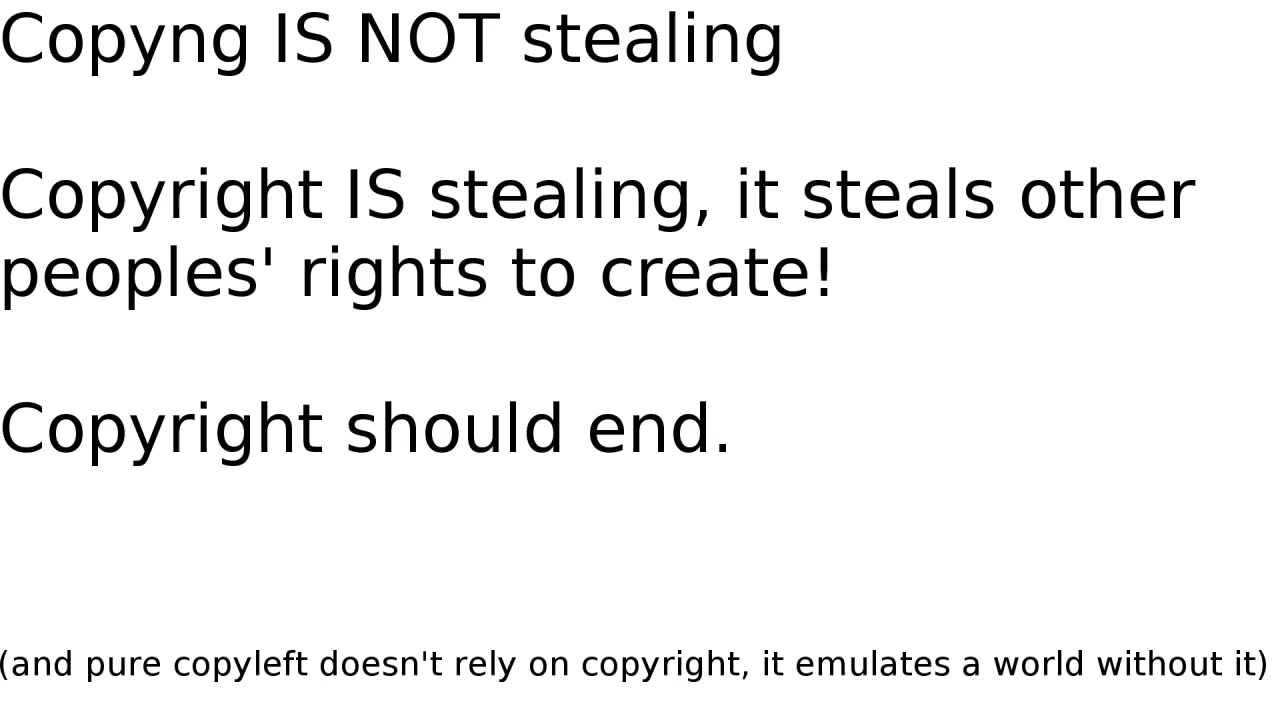 Copyng IS NOT stealing
Copyright IS stealing, it steals other
peoples' rights to create!
Copyright should end.
(and pure copyleft doesn't rely on copyright, it emulates a world without it)